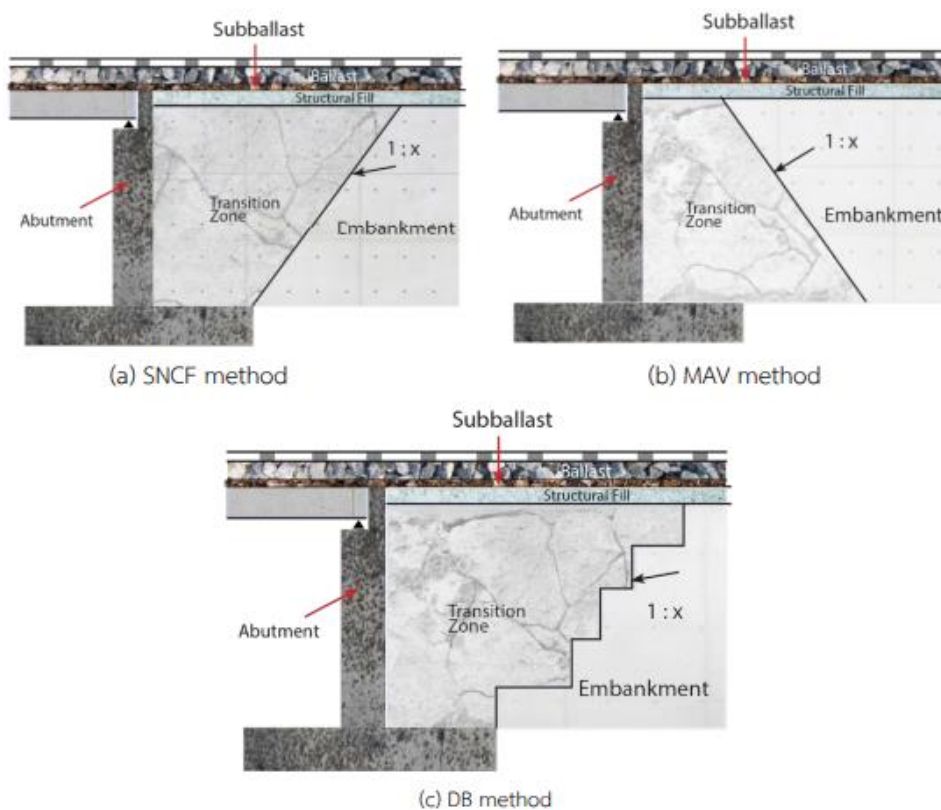 Subballast
Ballast
Structural Fill
1 : x
Abutment
Transition
Zone
Embankment
(a) SNCF method
Subballast
Ballast
Structural Fill
1 : x
Abutment
Transition
Zone
Embankment
(b) MAV method
Subballast
Ballast
Structural Fill
1 : x
Abutment
Transition
Zone
Embankment
(c) DB method